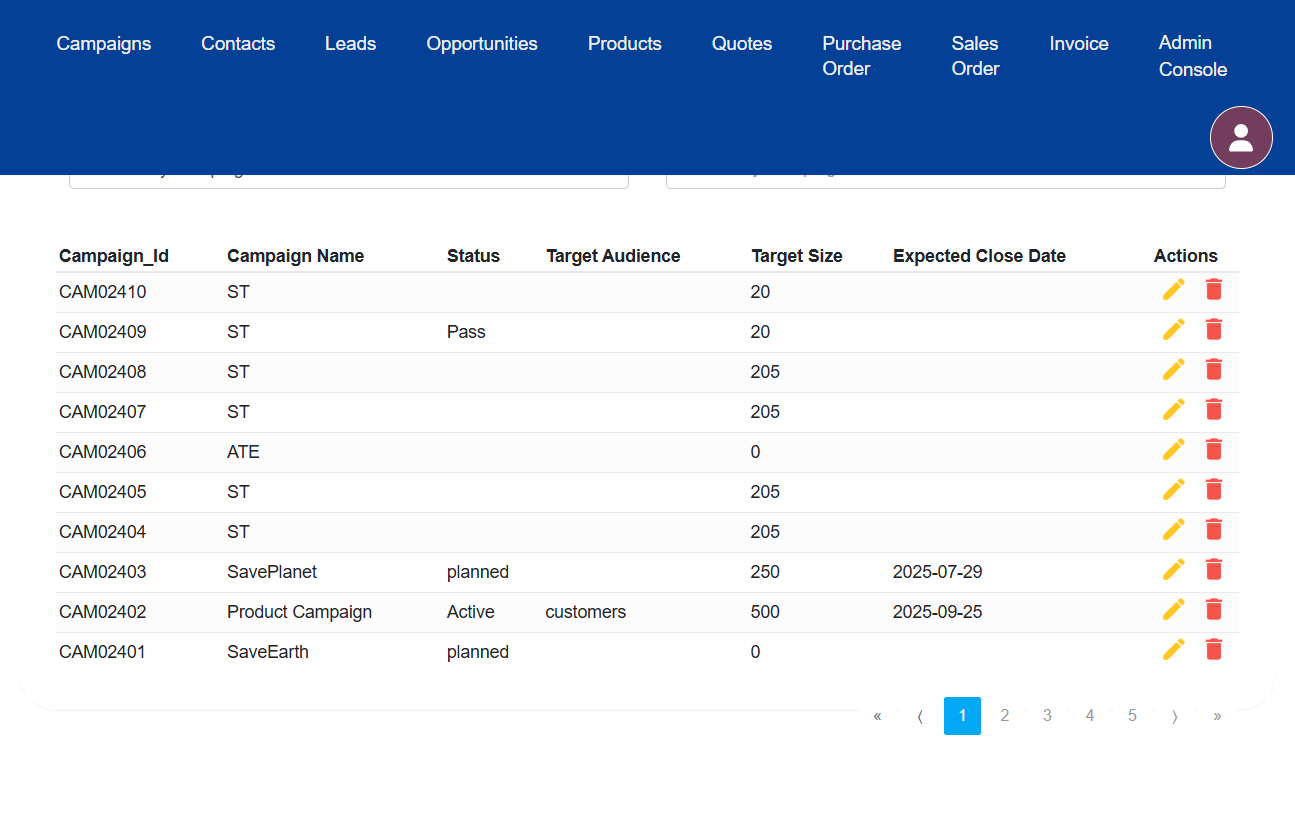 Campaigns Contacts Leads Opportunities Products Quotes Purchase Order Sales Order Invoice Admin Console
Campaign_Id Campaign Name Status Target Audience Target Size Expected Close Date Actions
CAM02410 ST 20
CAM02409 ST Pass 20
CAM02408 ST 205
CAM02407 ST 205
CAM02406 ATE 0
CAM02405 ST 205
CAM02404 ST 205
CAM02403 SavePlanet planned 250 2025-07-29
CAM02402 Product Campaign Active customers 500 2025-09-25
CAM02401 SaveEarth planned 0
« ⟨ 1 2 3 4 5 ⟩ »